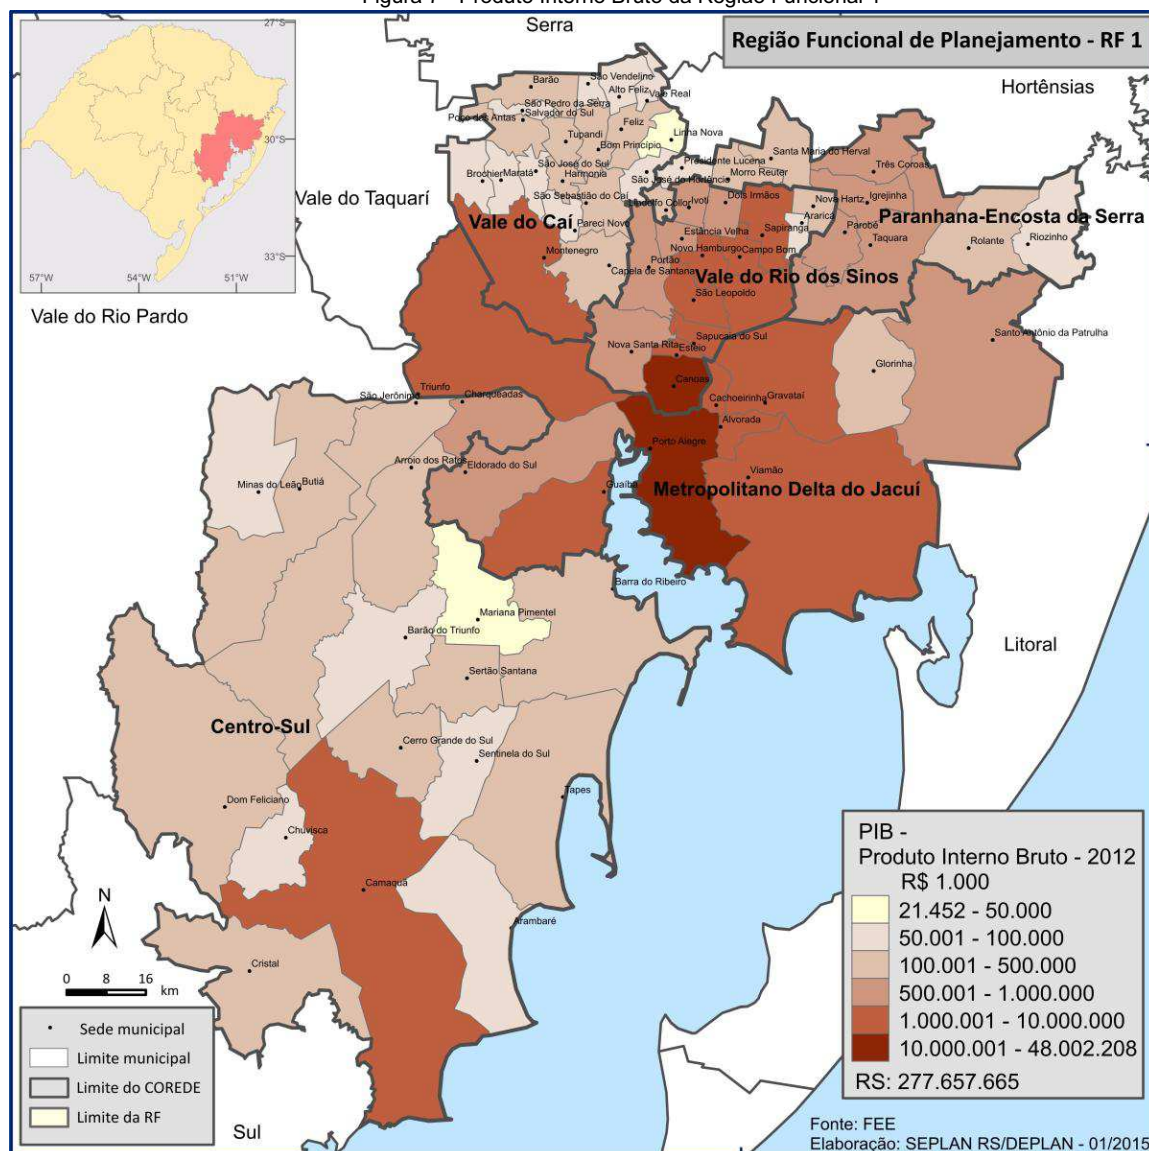 Figura 7 - Produto Interno Bruto da Região Funcional 1
Serra
Região Funcional de Planejamento - RF 1
Hortênsias
27°S
30°S
33°S
57°W
54°W
51°W
Vale do Taquarí
Vale do Rio Pardo
Barão
São Vendelino
Alto Feliz
Vale Real
São Pedro da Serra
Salvador do Sul
Poço das Antas
Feliz
Linha Nova
Tupandi
Bom Princípio
Santa Maria do Herval
Presidente Lucena
Três Coroas
São José do Sul
Brochier
Maratá
Harmonia
São José do Hortêncio
Morro Reuter
São Sebastião do Caí
Lindolfo Collor
Ivoti
Dois Irmãos
Nova Hartz
Igrejinha
Vale do Caí
Pareci Novo
Araricá
Paranhana-Encosta da Serra
Estância Velha
Sapiranga
Parobé
Taquara
Rolante
Riozinho
Montenegro
Novo Hamburgo
Campo Bom
Capela de Santana
Portão
Vale do Rio dos Sinos
São Leopoldo
Sapucaia do Sul
Nova Santa Rita
Esteio
Santo Antônio da Patrulha
Glorinha
Canoas
Triunfo
São Jerônimo
Charqueadas
Cachoeirinha
Gravataí
Alvorada
Porto Alegre
Arroio dos Ratos
Eldorado do Sul
Viamão
Minas do Leão
Butiá
Guaíba
Metropolitano Delta do Jacuí
Barra do Ribeiro
Mariana Pimentel
Barão do Triunfo
Litoral
Sertão Santana
Centro-Sul
Cerro Grande do Sul
Sentinela do Sul
Tapes
Dom Feliciano
Chuvisca
Camaquã
Arambaré
Cristal
Sul
N
0 8 16
km
Sede municipal
Limite municipal
Limite do COREDE
Limite da RF
PIB -
Produto Interno Bruto - 2012
R$ 1.000
21.452 - 50.000
50.001 - 100.000
100.001 - 500.000
500.001 - 1.000.000
1.000.001 - 10.000.000
10.000.001 - 48.002.208
RS: 277.657.665
Fonte: FEE
Elaboração: SEPLAN RS/DEPLAN - 01/2015